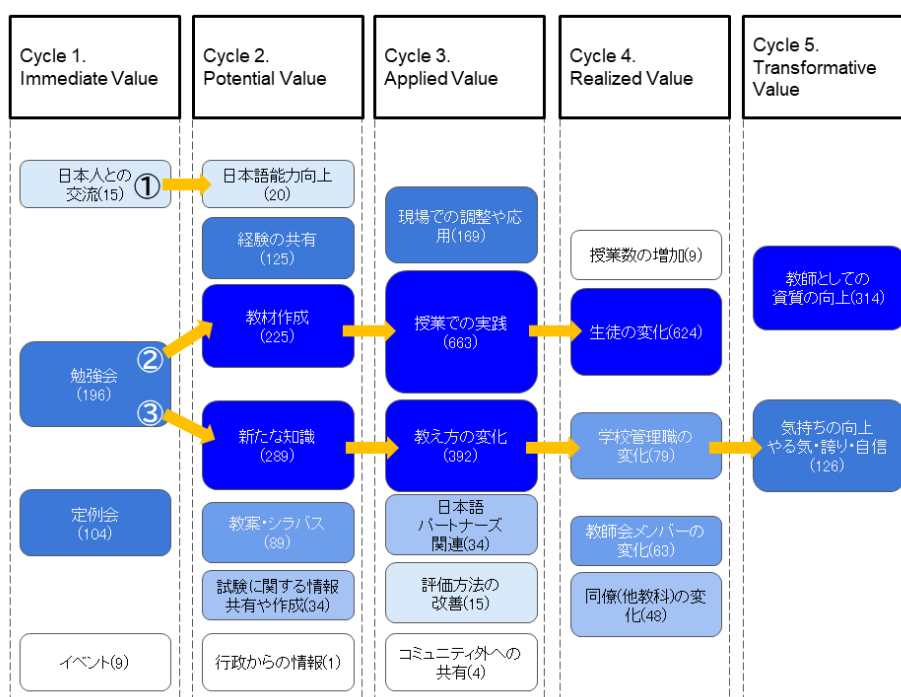 Cycle 1.
Immediate Value
Cycle 2.
Potential Value
Cycle 3.
Applied Value
Cycle 4.
Realized Value
Cycle 5.
Transformative
Value
日本人との
交流(15)
①
勉強会
(196)
②
③
定例会
(104)
イベント(9)
日本語能力向上
(20)
経験の共有
(125)
教材作成
(225)
新たな知識
(289)
教案・シラバス
(89)
試験に関する情報
共有や作成(34)
行政からの情報(1)
現場での調整や応
用(169)
授業での実践
(663)
教え方の変化
(392)
日本語
パートナーズ
関連(34)
評価方法の
改善(15)
コミュニティ外への
共有(4)
授業数の増加(9)
生徒の変化(624)
学校管理職の
変化(79)
教師会メンバーの
変化(63)
同僚(他教科)の変
化(48)
教師としての
資質の向上(314)
気持ちの向上
やる気・誇り・自信
(126)